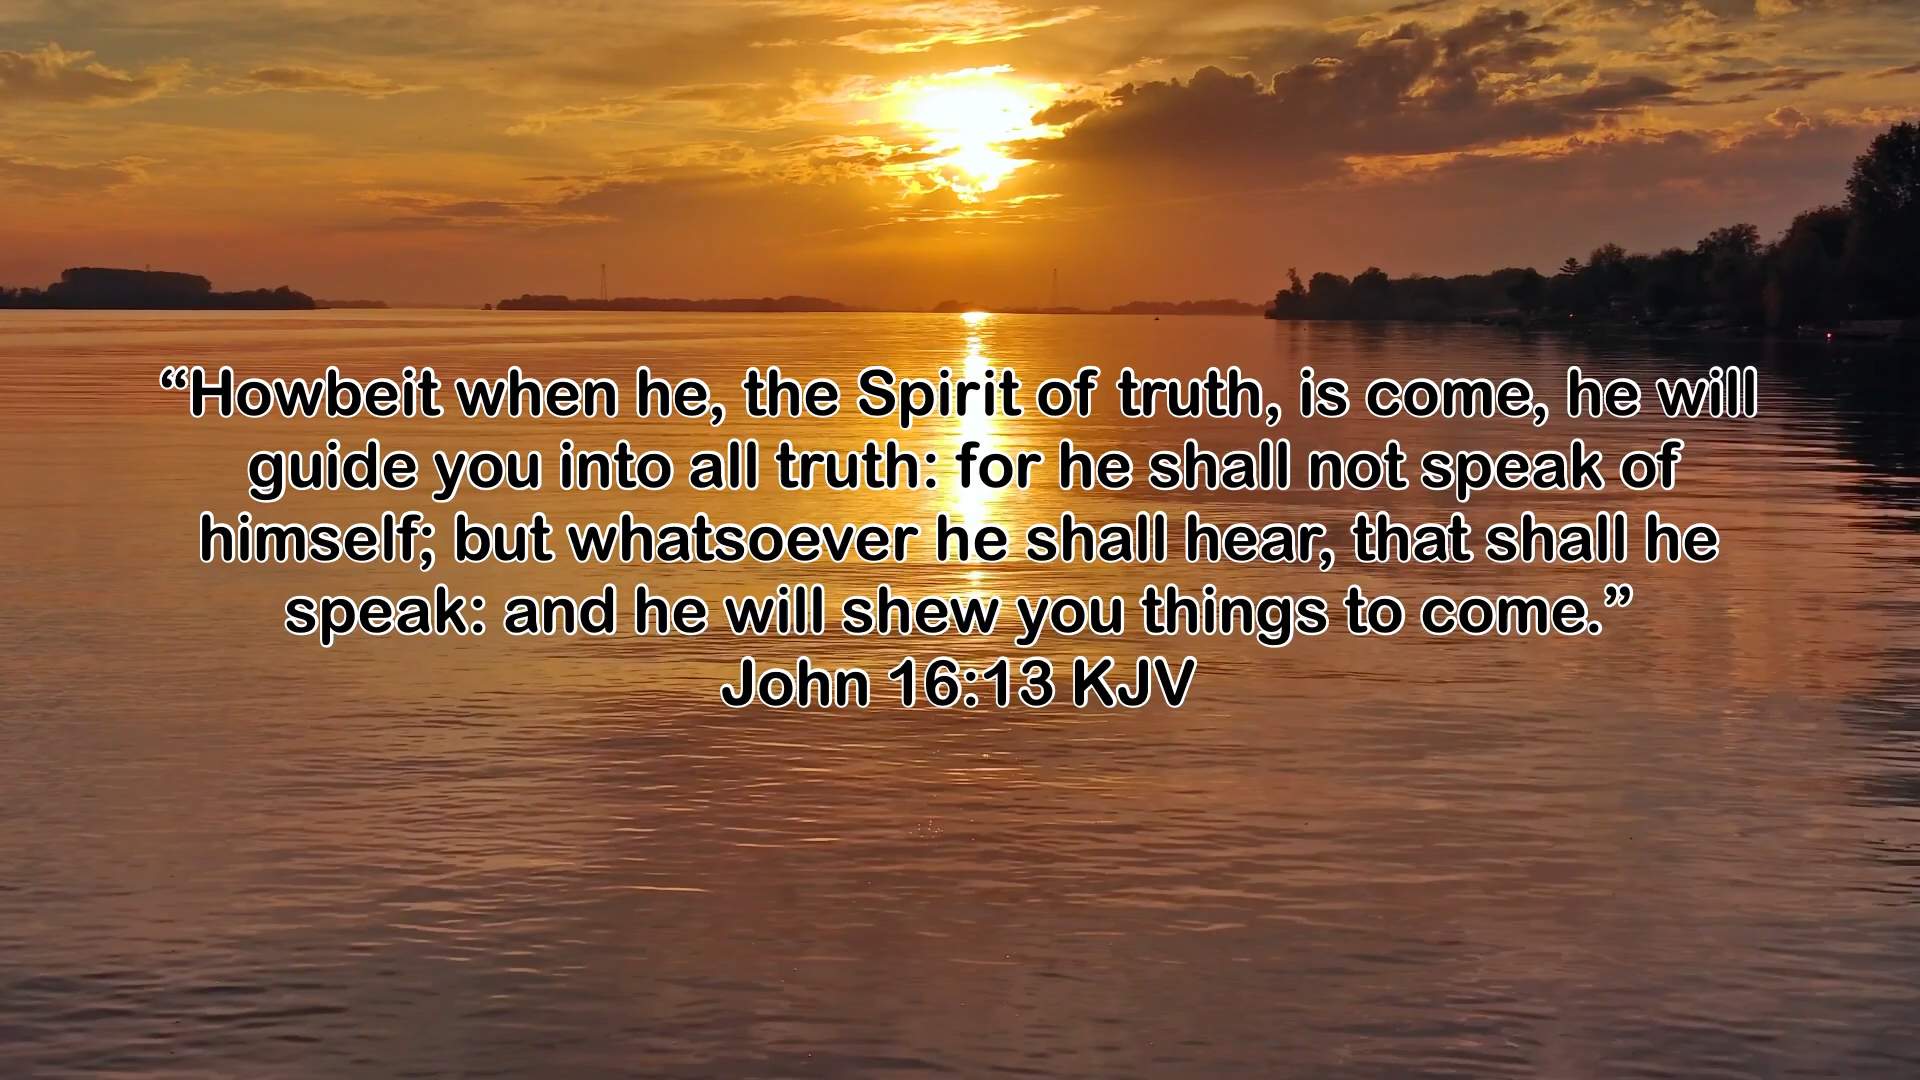 “Howbeit when he, the Spirit of truth, is come, he will
guide you into all truth: for he shall not speak of
himself; but whatsoever he shall hear, that shall he
speak: and he will shew you things to come.”
John 16:13 KJV